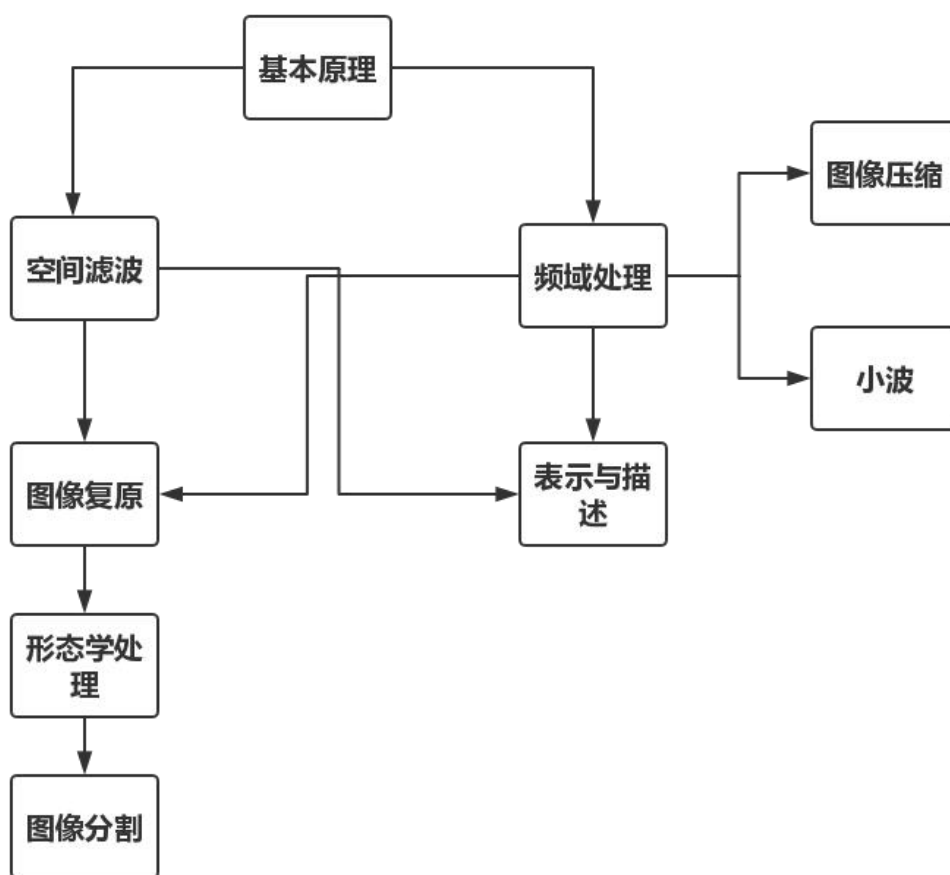 基本原理
图像压缩
空间滤波
频域处理
小波
图像复原
表示与描
述
形态学处
理
图像分割